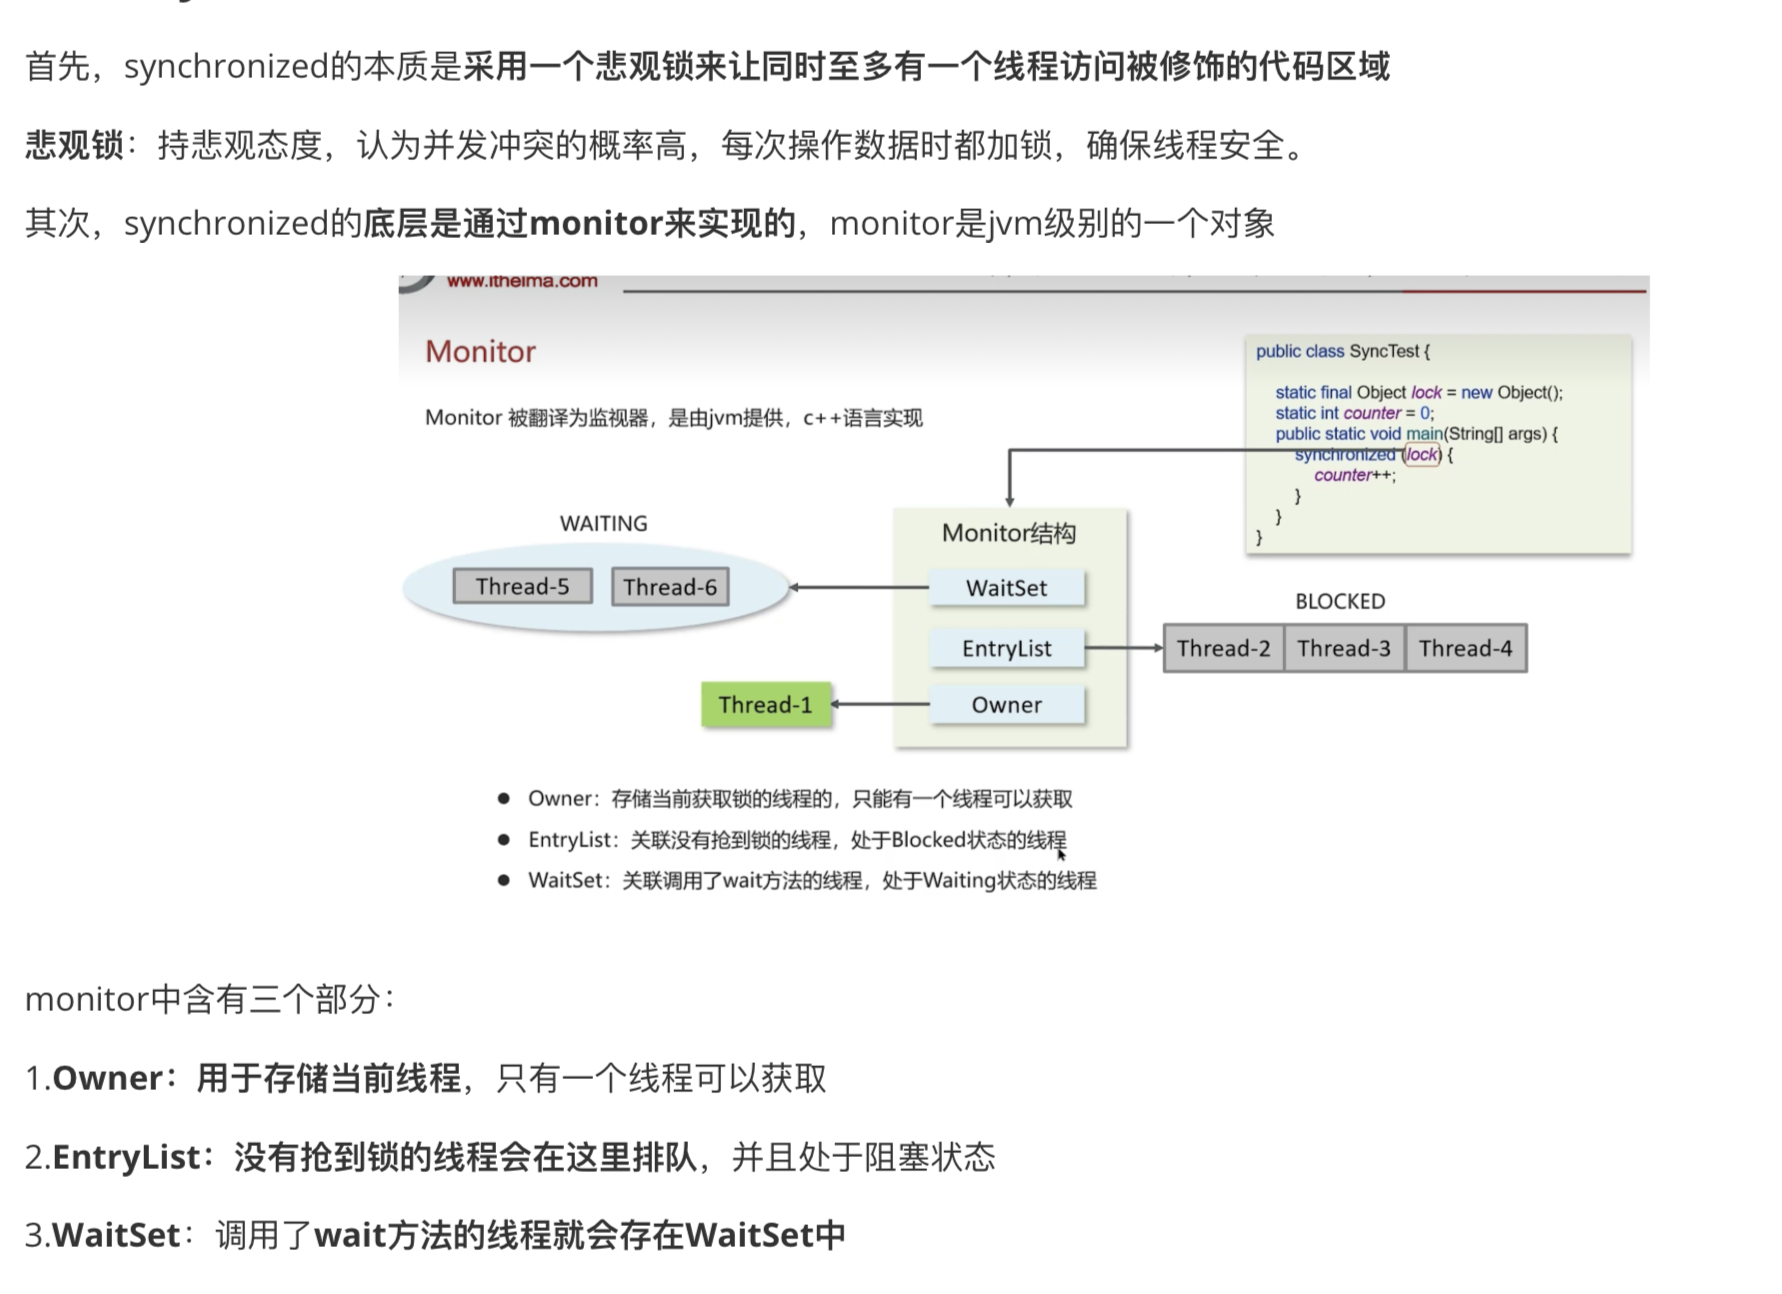 首先，synchronized的本质是采用一个悲观锁来让同时至多有一个线程访问被修饰的代码区域
悲观锁：持悲观态度，认为并发冲突的概率高，每次操作数据时都加锁，确保线程安全。
其次，synchronized的底层是通过monitor来实现的，monitor是jvm级别的一个对象
www.itheima.com
Monitor
Monitor 被翻译为监视器，是由jvm提供，c++语言实现
public class SyncTest {
static final Object lock = new Object();
static int counter = 0;
public static void main(String[] args) {
synchronized (lock) {
counter++;
}
}
}
WAITING
Thread-5
Thread-6
Monitor结构
WaitSet
EntryList
Owner
BLOCKED
Thread-2
Thread-3
Thread-4
Thread-1
● Owner：存储当前获取锁的线程的，只能有一个线程可以获取
● EntryList：关联没有抢到锁的线程，处于Blocked状态的线程
● WaitSet：关联调用了wait方法的线程，处于Waiting状态的线程
monitor中含有三个部分：
1.Owner：用于存储当前线程，只有一个线程可以获取
2.EntryList：没有抢到锁的线程会在这里排队，并且处于阻塞状态
3.WaitSet：调用了wait方法的线程就会存在WaitSet中